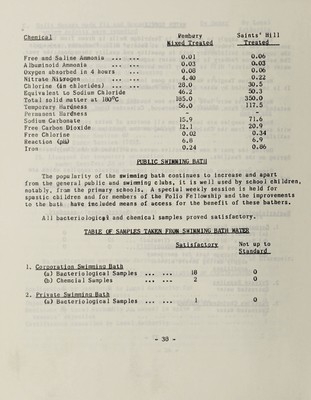 Chemical Pembury Saints' Hill
Mixed Treated Treated
Free and Saline Ammonia ... ... 0.01 0.06
Albuminoid Ammonia ... ... 0.03 0.03
Oxygen absorbed in 4 hours ... 0.08 0.06
Nitrate Nitrogen ... ... 4.40 0.22
Chlorine (in chlorides) ... ... 28.0 30.5
Equivalent to Sodium Chloride 46.2 50.3
Total solid matter at 180°C 185.0 350.0
Temporary Hardness 56.0 117.5
Permanent Hardness - -
Sodium Carbonate 15.9 71.6
Free Carbon Dioxide 12.1 20.9
Free Chlorine 0.02 0.34
Reaction (pH) 6.8 6.9
Iron 0.24 0.86
PUBLIC SWIMMING BATH
The popularity of the swimming bath continues to increase and apart
from the general public and swimming clubs, it is well used by school children,
notably, from the primary schools. A special weekly session is held for
spastic children and for members of the Polio Fellowship and the improvements
to the bath have included means of access for the benefit of these bathers.
All bacteriological and chemical samples proved satisfactory.
TABLE OF SAMPLES TAKEN FROM SWIMMING BATH WATER
Satisfactory Not up to
Standard
1. Corporation Swimming Bath
(a) Bacteriological Samples ... ... 18 0
(b) Chemcial Samples ... ... 2 0
2. Private Swimming Bath
(a) Bacteriological Samples ... ... 1 0
- 30 -